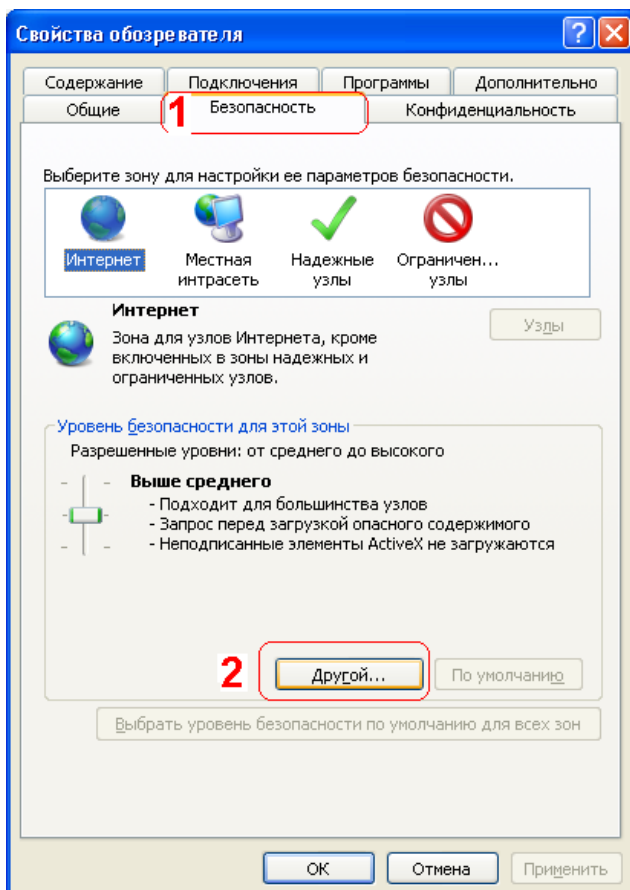 Свойства обозревателя
Содержание Подключения Программы Дополнительно
Общие 1 Безопасность Конфиденциальность
Выберите зону для настройки ее параметров безопасности.
Интернет Местная интрасеть Надежные узлы Ограничен... узлы
Интернет
Узлы
Зона для узлов Интернета, кроме
включенных в зоны надежных и
ограниченных узлов.
Уровень безопасности для этой зоны
Разрешенные уровни: от среднего до высокого
Выше среднего
- Подходит для большинства узлов
- Запрос перед загрузкой опасного содержимого
- Неподписанные элементы ActiveX не загружаются
2 Другой... По умолчанию
Выбрать уровень безопасности по умолчанию для всех зон
ОК Отмена Применить